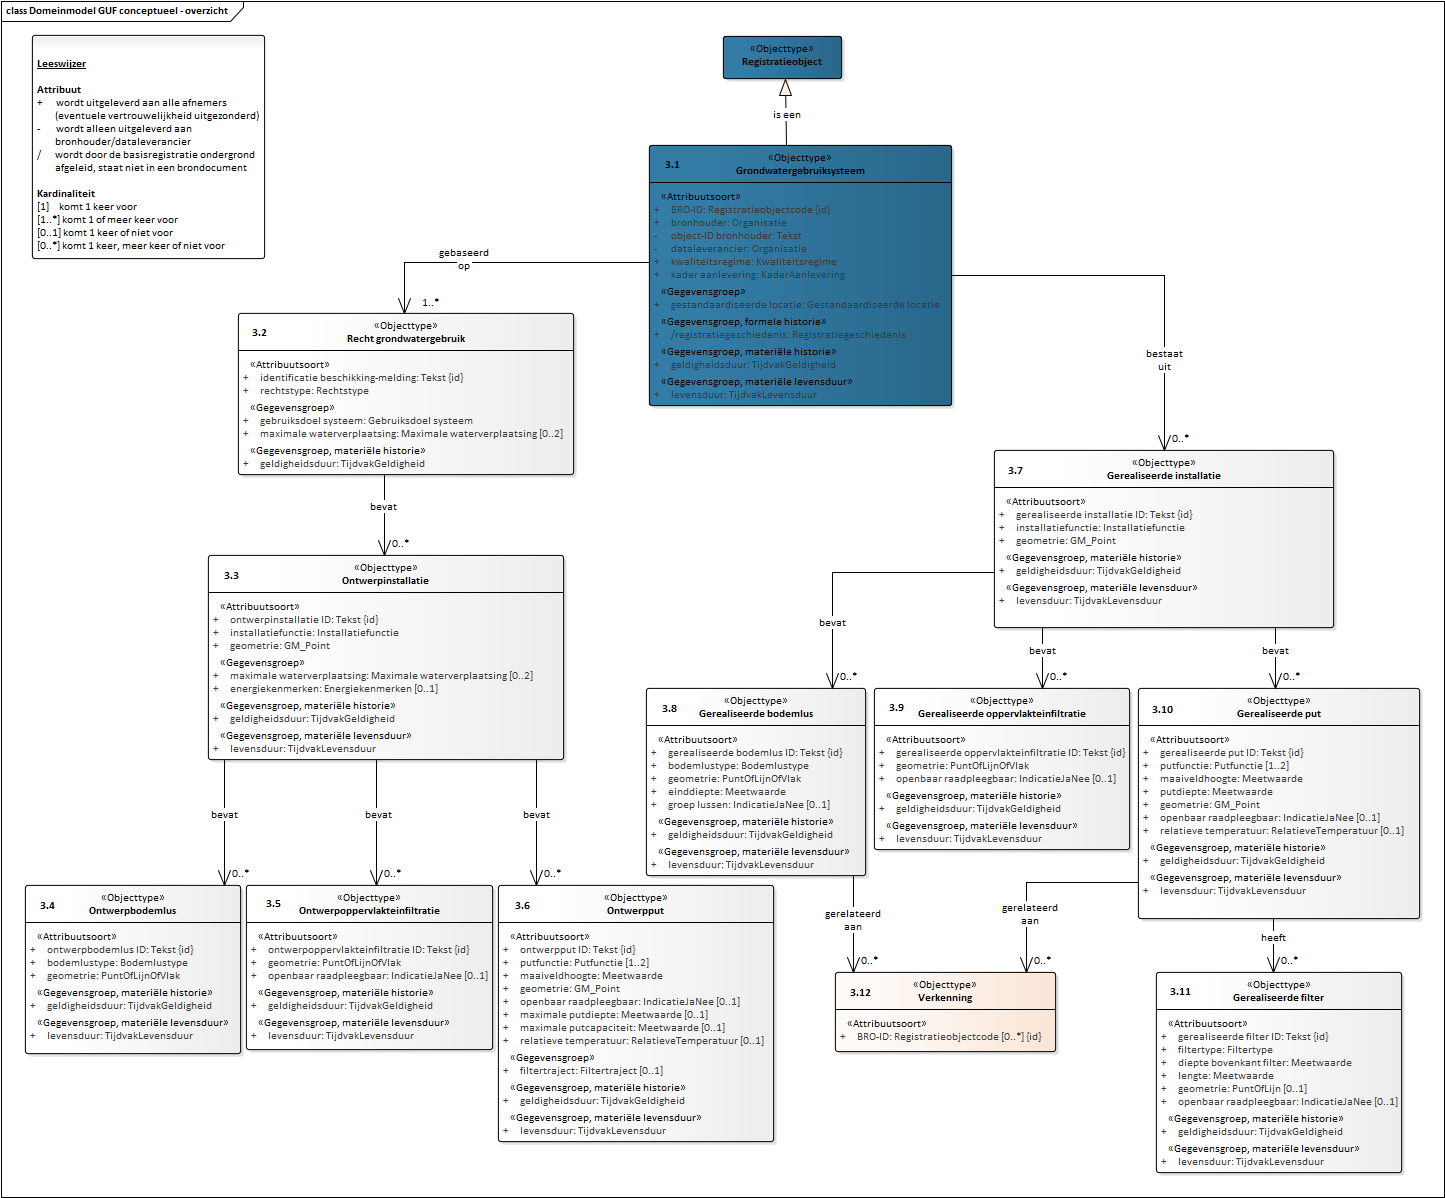 class Domeinmodel GUF conceptueel - overzicht
Leeswijzer
Attribuut
+ wordt uitgeleverd aan alle afnemers
(eventuele vertrouwelijkheid uitgezonderd)
- wordt alleen uitgeleverd aan
bronhouder/dataleverancier
/ wordt door de basisregistratie ondergrond
afgeleid, staat niet in een brondocument
Kardinaliteit
[1] komt 1 keer voor
[1..*] komt 1 of meer keer voor
[0..1] komt 1 keer of niet voor
[0..*] komt 1 keer, meer keer of niet voor
«Objecttype»
Registratieobject
is een
3.1
«Objecttype»
Grondwatergebruiksysteem
«Attribuutsoort»
+ BRO-ID: Registratieobjectcode {id}
+ bronhouder: Organisatie
- object-ID bronhouder: Tekst
- dataleverancier: Organisatie
+ kwaliteitsregime: Kwaliteitsregime
+ kader aanlevering: KaderAanlevering
«Gegevensgroep»
+ gestandaardiseerde locatie: Gestandaardiseerde locatie
«Gegevensgroep, formele historie»
+ /registratiegeschiedenis: Registratiegeschiedenis
«Gegevensgroep, materiële historie»
+ geldigheidsduur: TijdvakGeldigheid
«Gegevensgroep, materiële levensduur»
+ levensduur: TijdvakLevensduur
gebaseerd
op
1..*
bestaat
uit
0..*
3.2
«Objecttype»
Recht grondwatergebruik
«Attribuutsoort»
+ identificatie beschikking-melding: Tekst {id}
+ rechtstype: Rechtstype
«Gegevensgroep»
+ gebruiksdoel systeem: Gebruiksdoel systeem
+ maximale waterverplaatsing: Maximale waterverplaatsing [0..2]
«Gegevensgroep, materiële historie»
+ geldigheidsduur: TijdvakGeldigheid
bevat
0..*
3.3
«Objecttype»
Ontwerpinstallatie
«Attribuutsoort»
+ ontwerpinstallatie ID: Tekst {id}
+ installatiefunctie: Installatiefunctie
+ geometrie: GM_Point
«Gegevensgroep»
+ maximale waterverplaatsing: Maximale waterverplaatsing [0..2]
+ energiekenmerken: Energiekenmerken [0..1]
«Gegevensgroep, materiële historie»
+ geldigheidsduur: TijdvakGeldigheid
«Gegevensgroep, materiële levensduur»
+ levensduur: TijdvakLevensduur
bevat
0..*
bevat
0..*
bevat
0..*
3.4
«Objecttype»
Ontwerpbodemlus
«Attribuutsoort»
+ ontwerpbodemlus ID: Tekst {id}
+ bodemlustype: Bodemlustype
+ geometrie: PuntOfLijnOfVlak
«Gegevensgroep, materiële historie»
+ geldigheidsduur: TijdvakGeldigheid
«Gegevensgroep, materiële levensduur»
+ levensduur: TijdvakLevensduur
3.5
«Objecttype»
Ontwerpoppervlakteinfiltratie
«Attribuutsoort»
+ ontwerpoppervlakteinfiltratie ID: Tekst {id}
+ geometrie: PuntOfLijnOfVlak
+ openbaar raadpleegbaar: IndicatieJaNee [0..1]
«Gegevensgroep, materiële historie»
+ geldigheidsduur: TijdvakGeldigheid
«Gegevensgroep, materiële levensduur»
+ levensduur: TijdvakLevensduur
3.6
«Objecttype»
Ontwerpput
«Attribuutsoort»
+ ontwerpput ID: Tekst {id}
+ putfunctie: Putfunctie [1..2]
+ maaiveldhoogte: Meetwaarde
+ geometrie: GM_Point
+ openbaar raadpleegbaar: IndicatieJaNee [0..1]
+ maximale putdiepte: Meetwaarde [0..1]
+ maximale putcapaciteit: Meetwaarde [0..1]
+ relatieve temperatuur: RelatieveTemperatuur [0..1]
«Gegevensgroep»
+ filtertraject: Filtertraject [0..1]
«Gegevensgroep, materiële historie»
+ geldigheidsduur: TijdvakGeldigheid
«Gegevensgroep, materiële levensduur»
+ levensduur: TijdvakLevensduur
3.7
«Objecttype»
Gerealiseerde installatie
«Attribuutsoort»
+ gerealiseerde installatie ID: Tekst {id}
+ installatiefunctie: Installatiefunctie
+ geometrie: GM_Point
«Gegevensgroep, materiële historie»
+ geldigheidsduur: TijdvakGeldigheid
«Gegevensgroep, materiële levensduur»
+ levensduur: TijdvakLevensduur
bevat
0..*
bevat
0..*
bevat
0..*
3.8
«Objecttype»
Gerealiseerde bodemlus
«Attribuutsoort»
+ gerealiseerde bodemlus ID: Tekst {id}
+ bodemlustype: Bodemlustype
+ geometrie: PuntOfLijnOfVlak
+ einddiepte: Meetwaarde
+ groep lussen: IndicatieJaNee [0..1]
«Gegevensgroep, materiële historie»
+ geldigheidsduur: TijdvakGeldigheid
«Gegevensgroep, materiële levensduur»
+ levensduur: TijdvakLevensduur
3.9
«Objecttype»
Gerealiseerde oppervlakteinfiltratie
«Attribuutsoort»
+ gerealiseerde oppervlakteinfiltratie ID: Tekst {id}
+ geometrie: PuntOfLijnOfVlak
+ openbaar raadpleegbaar: IndicatieJaNee [0..1]
«Gegevensgroep, materiële historie»
+ geldigheidsduur: TijdvakGeldigheid
«Gegevensgroep, materiële levensduur»
+ levensduur: TijdvakLevensduur
3.10
«Objecttype»
Gerealiseerde put
«Attribuutsoort»
+ gerealiseerde put ID: Tekst {id}
+ putfunctie: Putfunctie [1..2]
+ maaiveldhoogte: Meetwaarde
+ putdiepte: Meetwaarde
+ geometrie: GM_Point
+ openbaar raadpleegbaar: IndicatieJaNee [0..1]
+ relatieve temperatuur: RelatieveTemperatuur [0..1]
«Gegevensgroep, materiële historie»
+ geldigheidsduur: TijdvakGeldigheid
«Gegevensgroep, materiële levensduur»
+ levensduur: TijdvakLevensduur
gerelateerd
aan
0..*
gerelateerd
aan
0..*
heeft
0..*
3.12
«Objecttype»
Verkenning
«Attribuutsoort»
+ BRO-ID: Registratieobjectcode [0..*] {id}
3.11
«Objecttype»
Gerealiseerde filter
«Attribuutsoort»
+ gerealiseerde filter ID: Tekst {id}
+ filtertype: Filtertype
+ diepte bovenkant filter: Meetwaarde
+ lengte: Meetwaarde
+ geometrie: PuntOfLijn [0..1]
+ openbaar raadpleegbaar: IndicatieJaNee [0..1]
«Gegevensgroep, materiële historie»
+ geldigheidsduur: TijdvakGeldigheid
«Gegevensgroep, materiële levensduur»
+ levensduur: TijdvakLevensduur